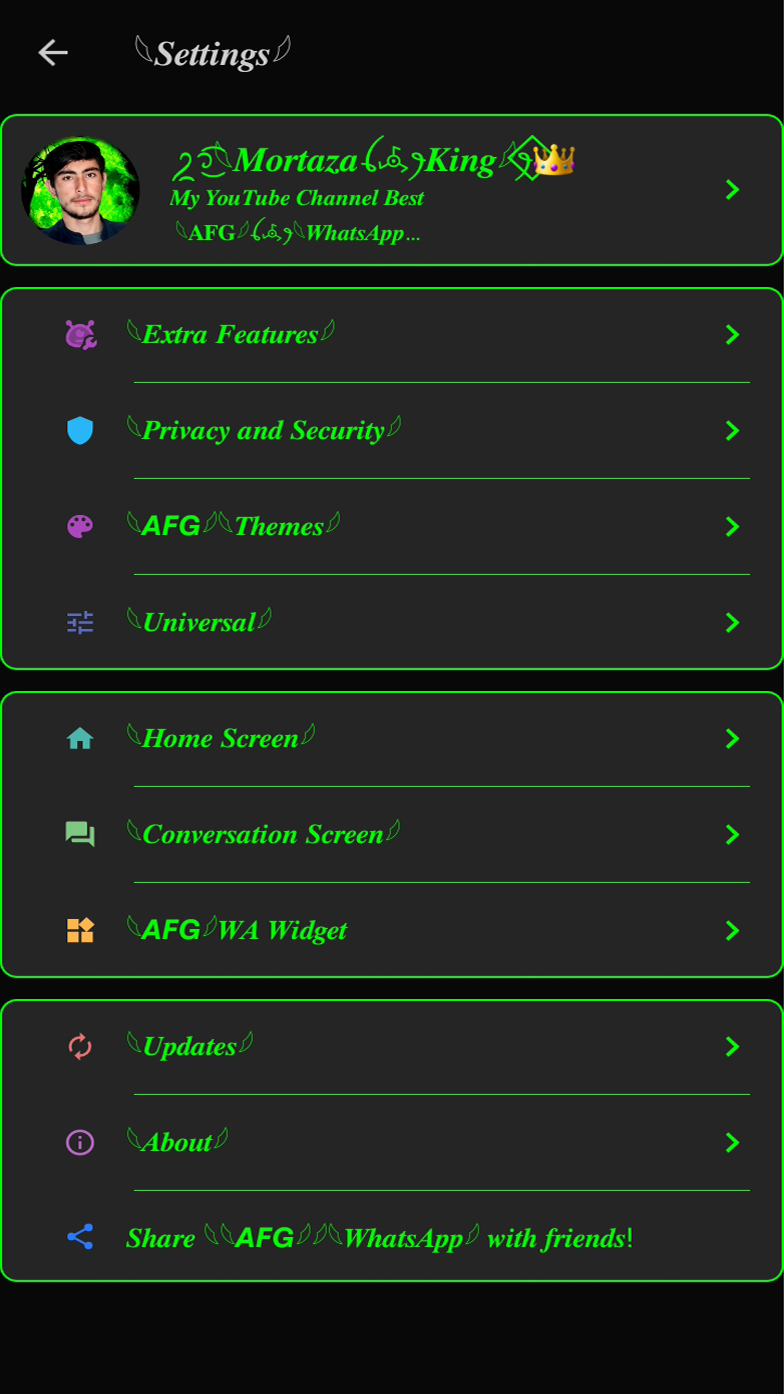 Settings
Mortaza King👑
My YouTube Channel Best
AFG WhatsApp...
Extra Features
Privacy and Security
AFG Themes
Universal
Home Screen
Conversation Screen
AFG WA Widget
Updates
About
Share AFG WhatsApp with friends!